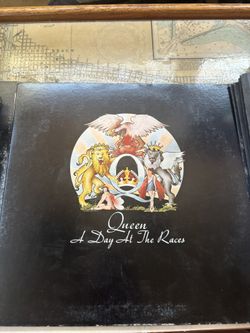 Queen
A Day At The Races